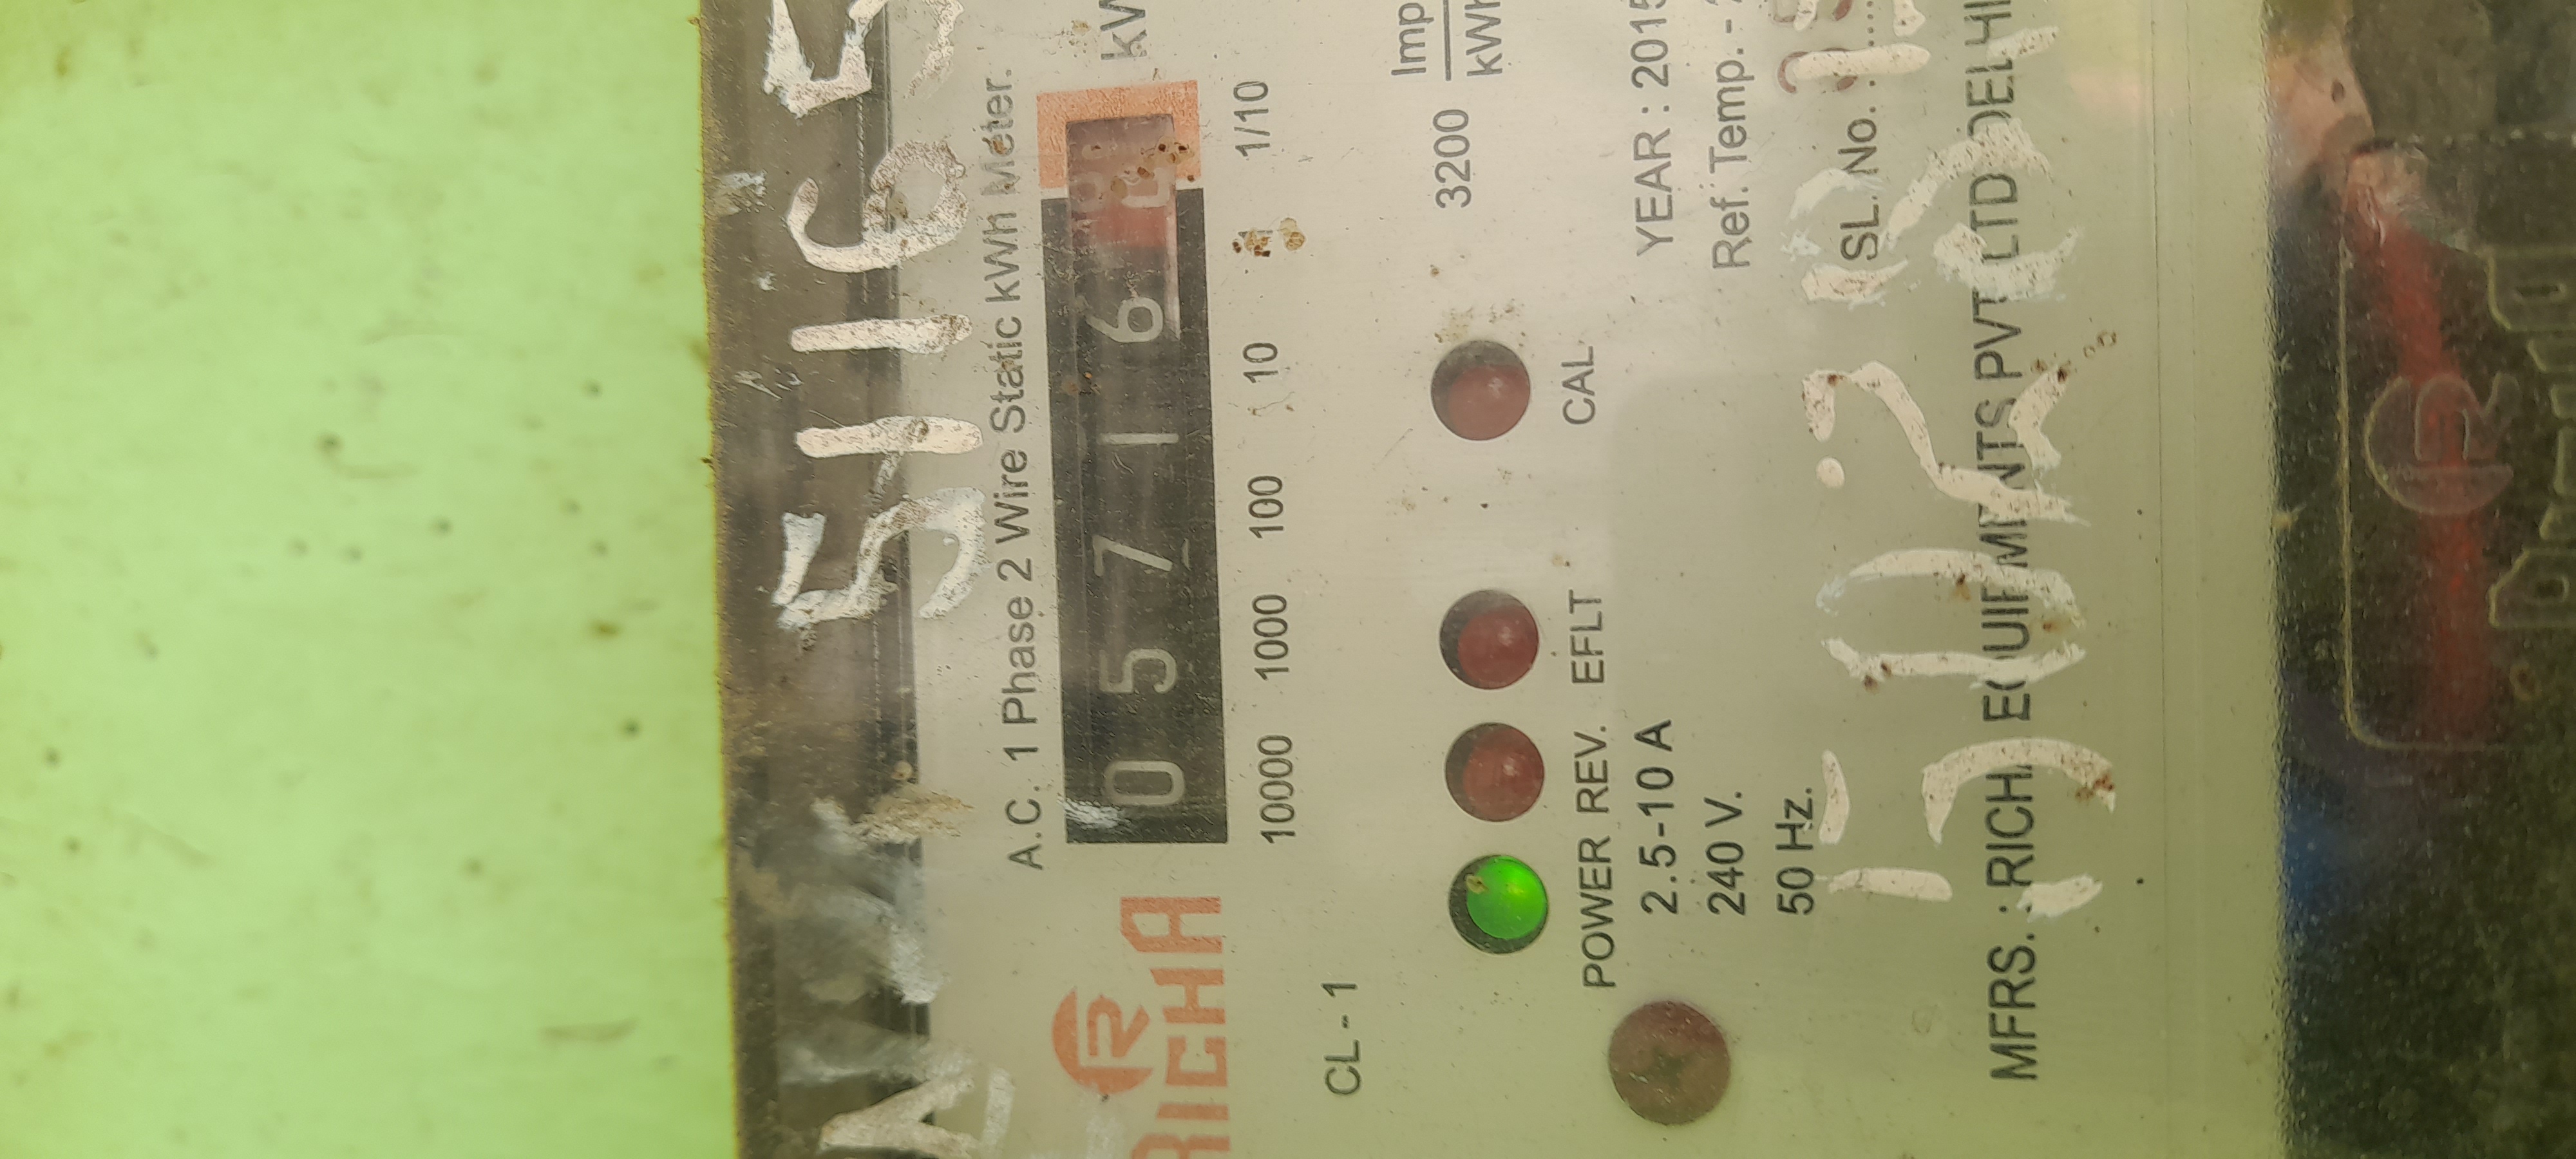 51165
A.C. 1 Phase 2 Wire Static kWh Meter.
RICHA
0 5 7 1 6
kW
10000 1000 100 10 1 1/10
CL - 1
3200 Imp
kWh
POWER REV. EFLT CAL
2.5-10 A
YEAR : 2015
240 V.
Ref. Temp. -
50 Hz.
SL. No.
MFRS. : RICHA EQUIPMENTS PVT LTD DELHI